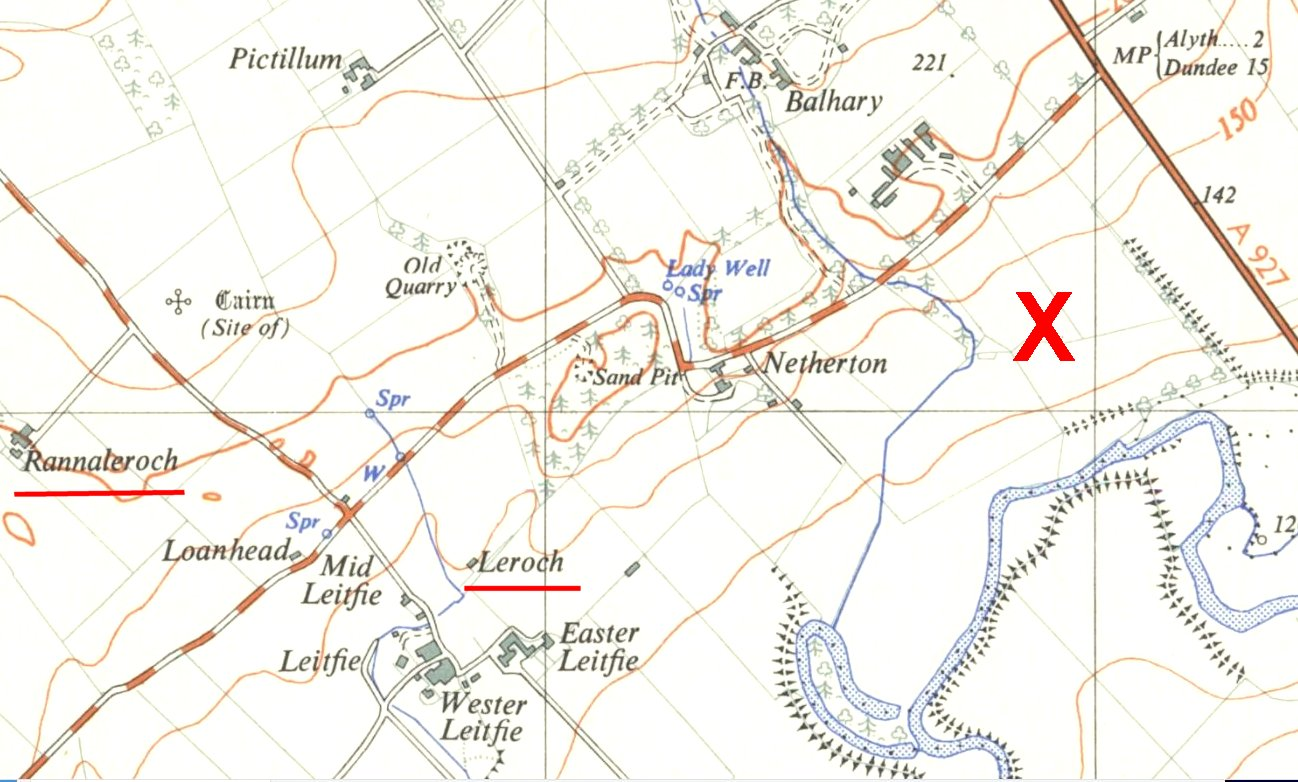 Pictillum
F.B.
Balhary
221
MP { Alyth.....2
Dundee 15
150
142
A 927
Old
Quarry
Cairn
(Site of)
Lady Well
Spr
Sand Pit
Netherton
Spr
W
Rannaleroch
Spr
Loanhead
Mid
Leitfie
Leroch
X
Leitfie
Easter
Leitfie
Wester
Leitfie